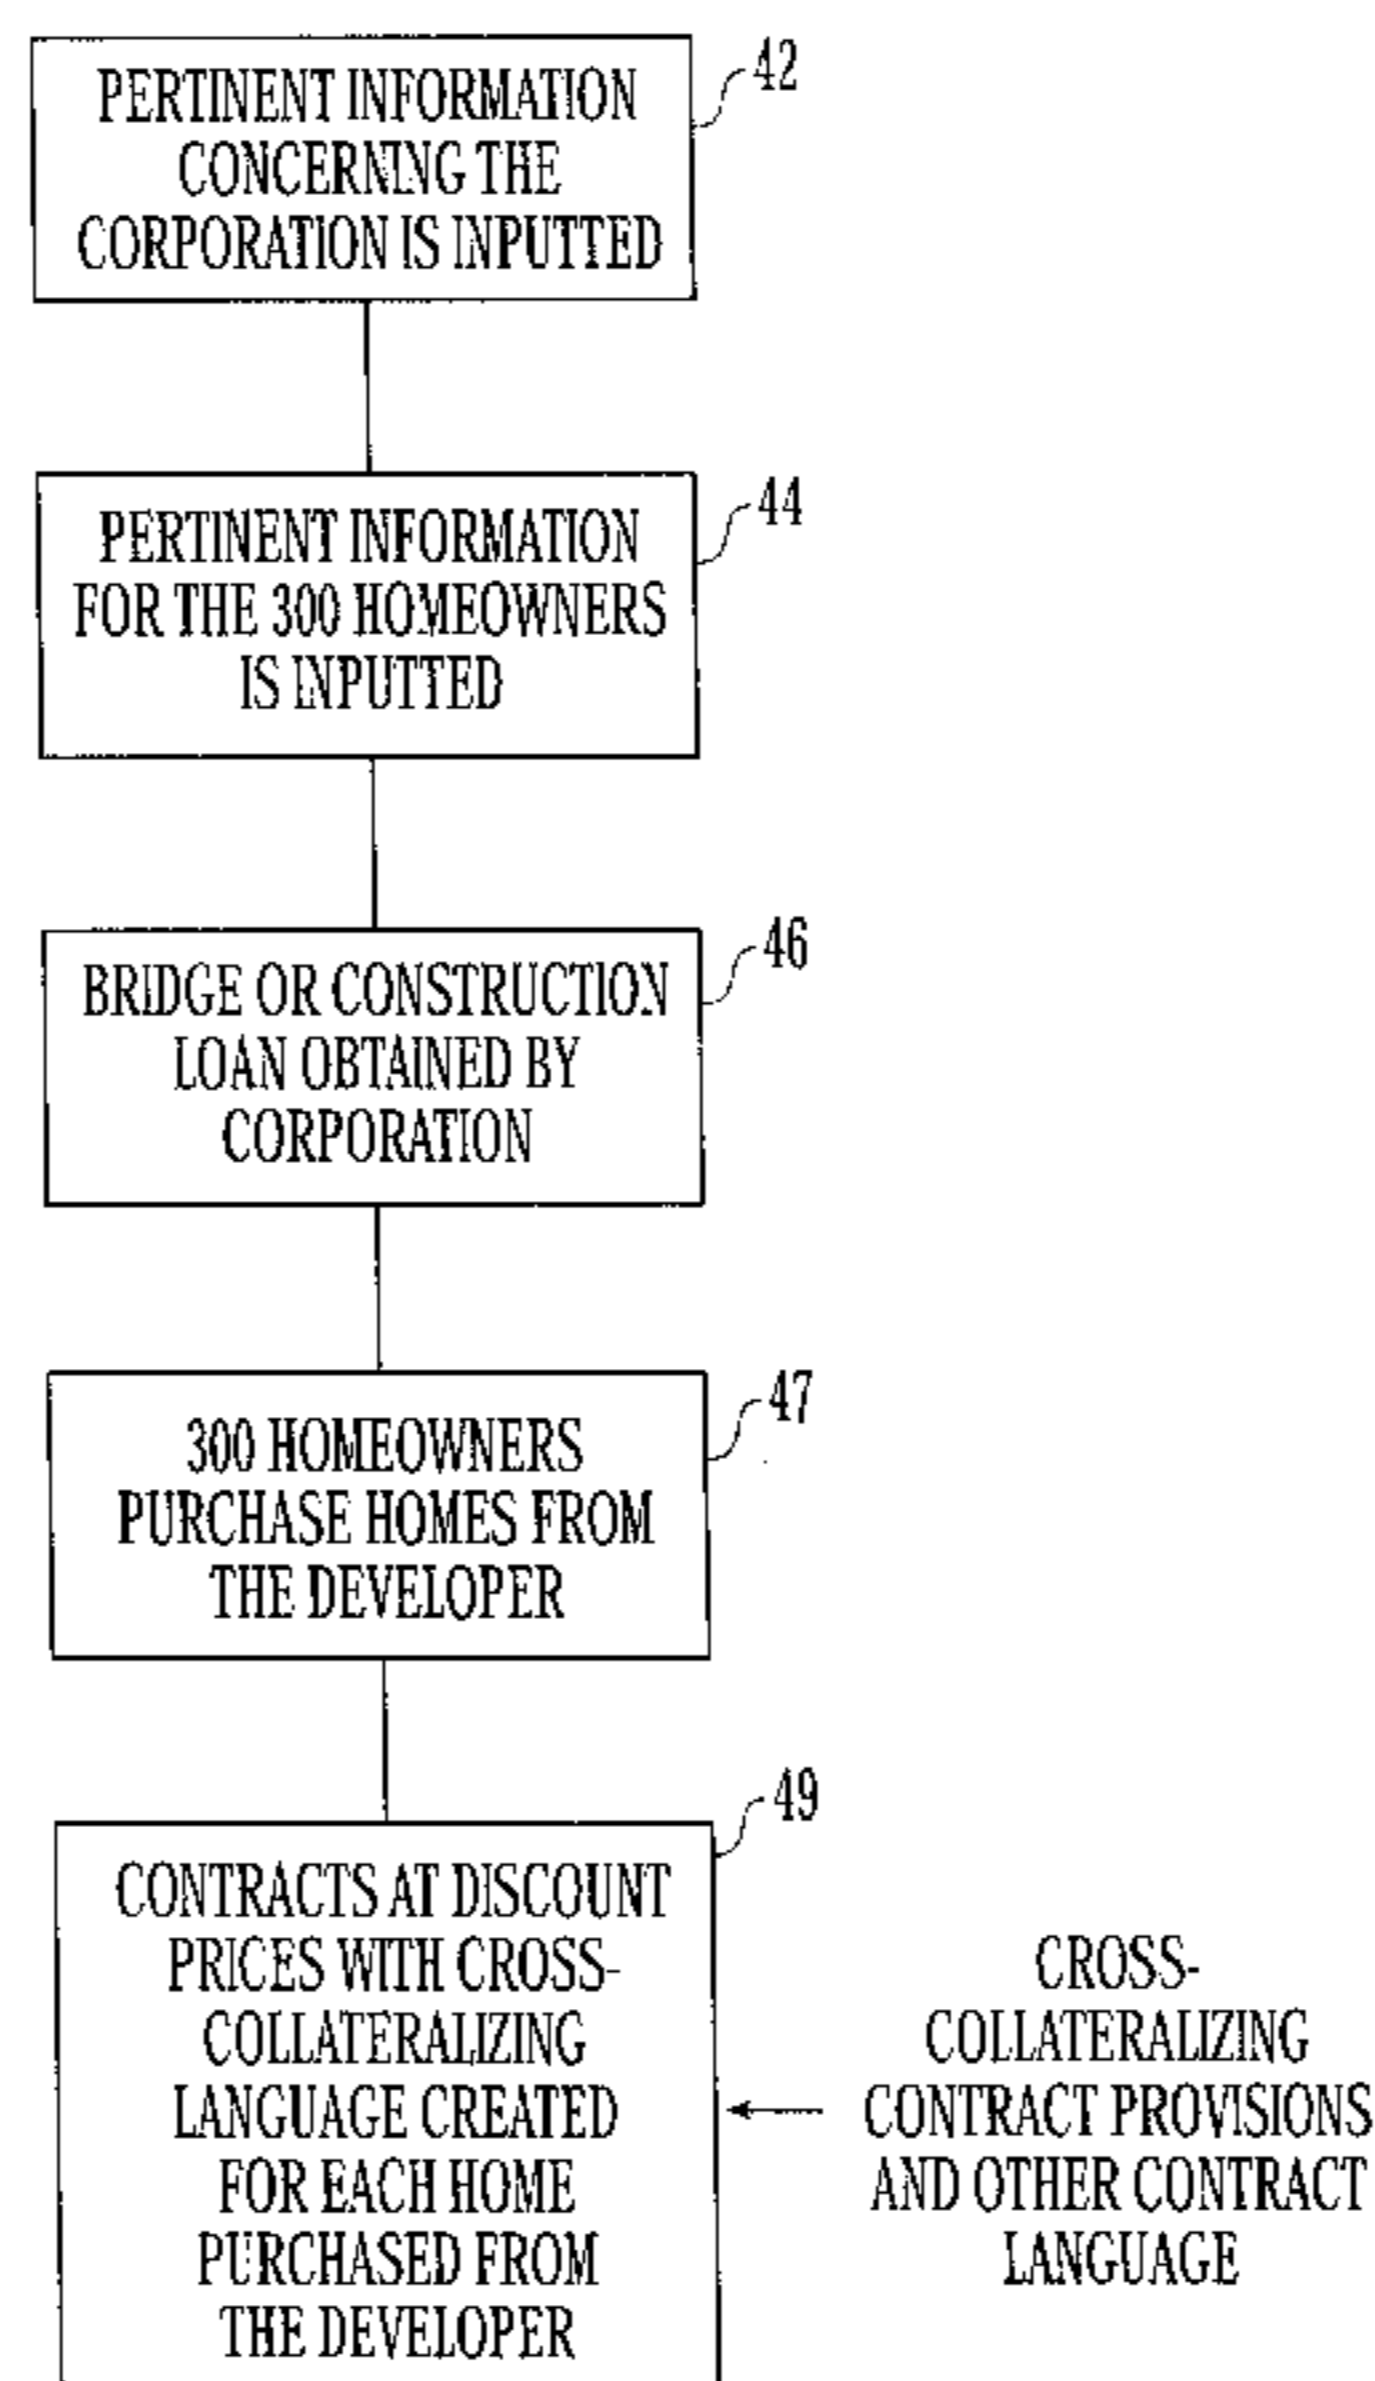 42
PERTINENT INFORMATION
CONCERNING THE
CORPORATION IS INPUTTED
44
PERTINENT INFORMATION
FOR THE 300 HOMEOWNERS
IS INPUTTED
46
BRIDGE OR CONSTRUCTION
LOAN OBTAINED BY
CORPORATION
47
300 HOMEOWNERS
PURCHASE HOMES FROM
THE DEVELOPER
49
CONTRACTS AT DISCOUNT
PRICES WITH CROSS-
COLLATERALIZING
LANGUAGE CREATED
FOR EACH HOME
PURCHASED FROM
THE DEVELOPER
CROSS-
COLLATERALIZING
CONTRACT PROVISIONS
AND OTHER CONTRACT
LANGUAGE